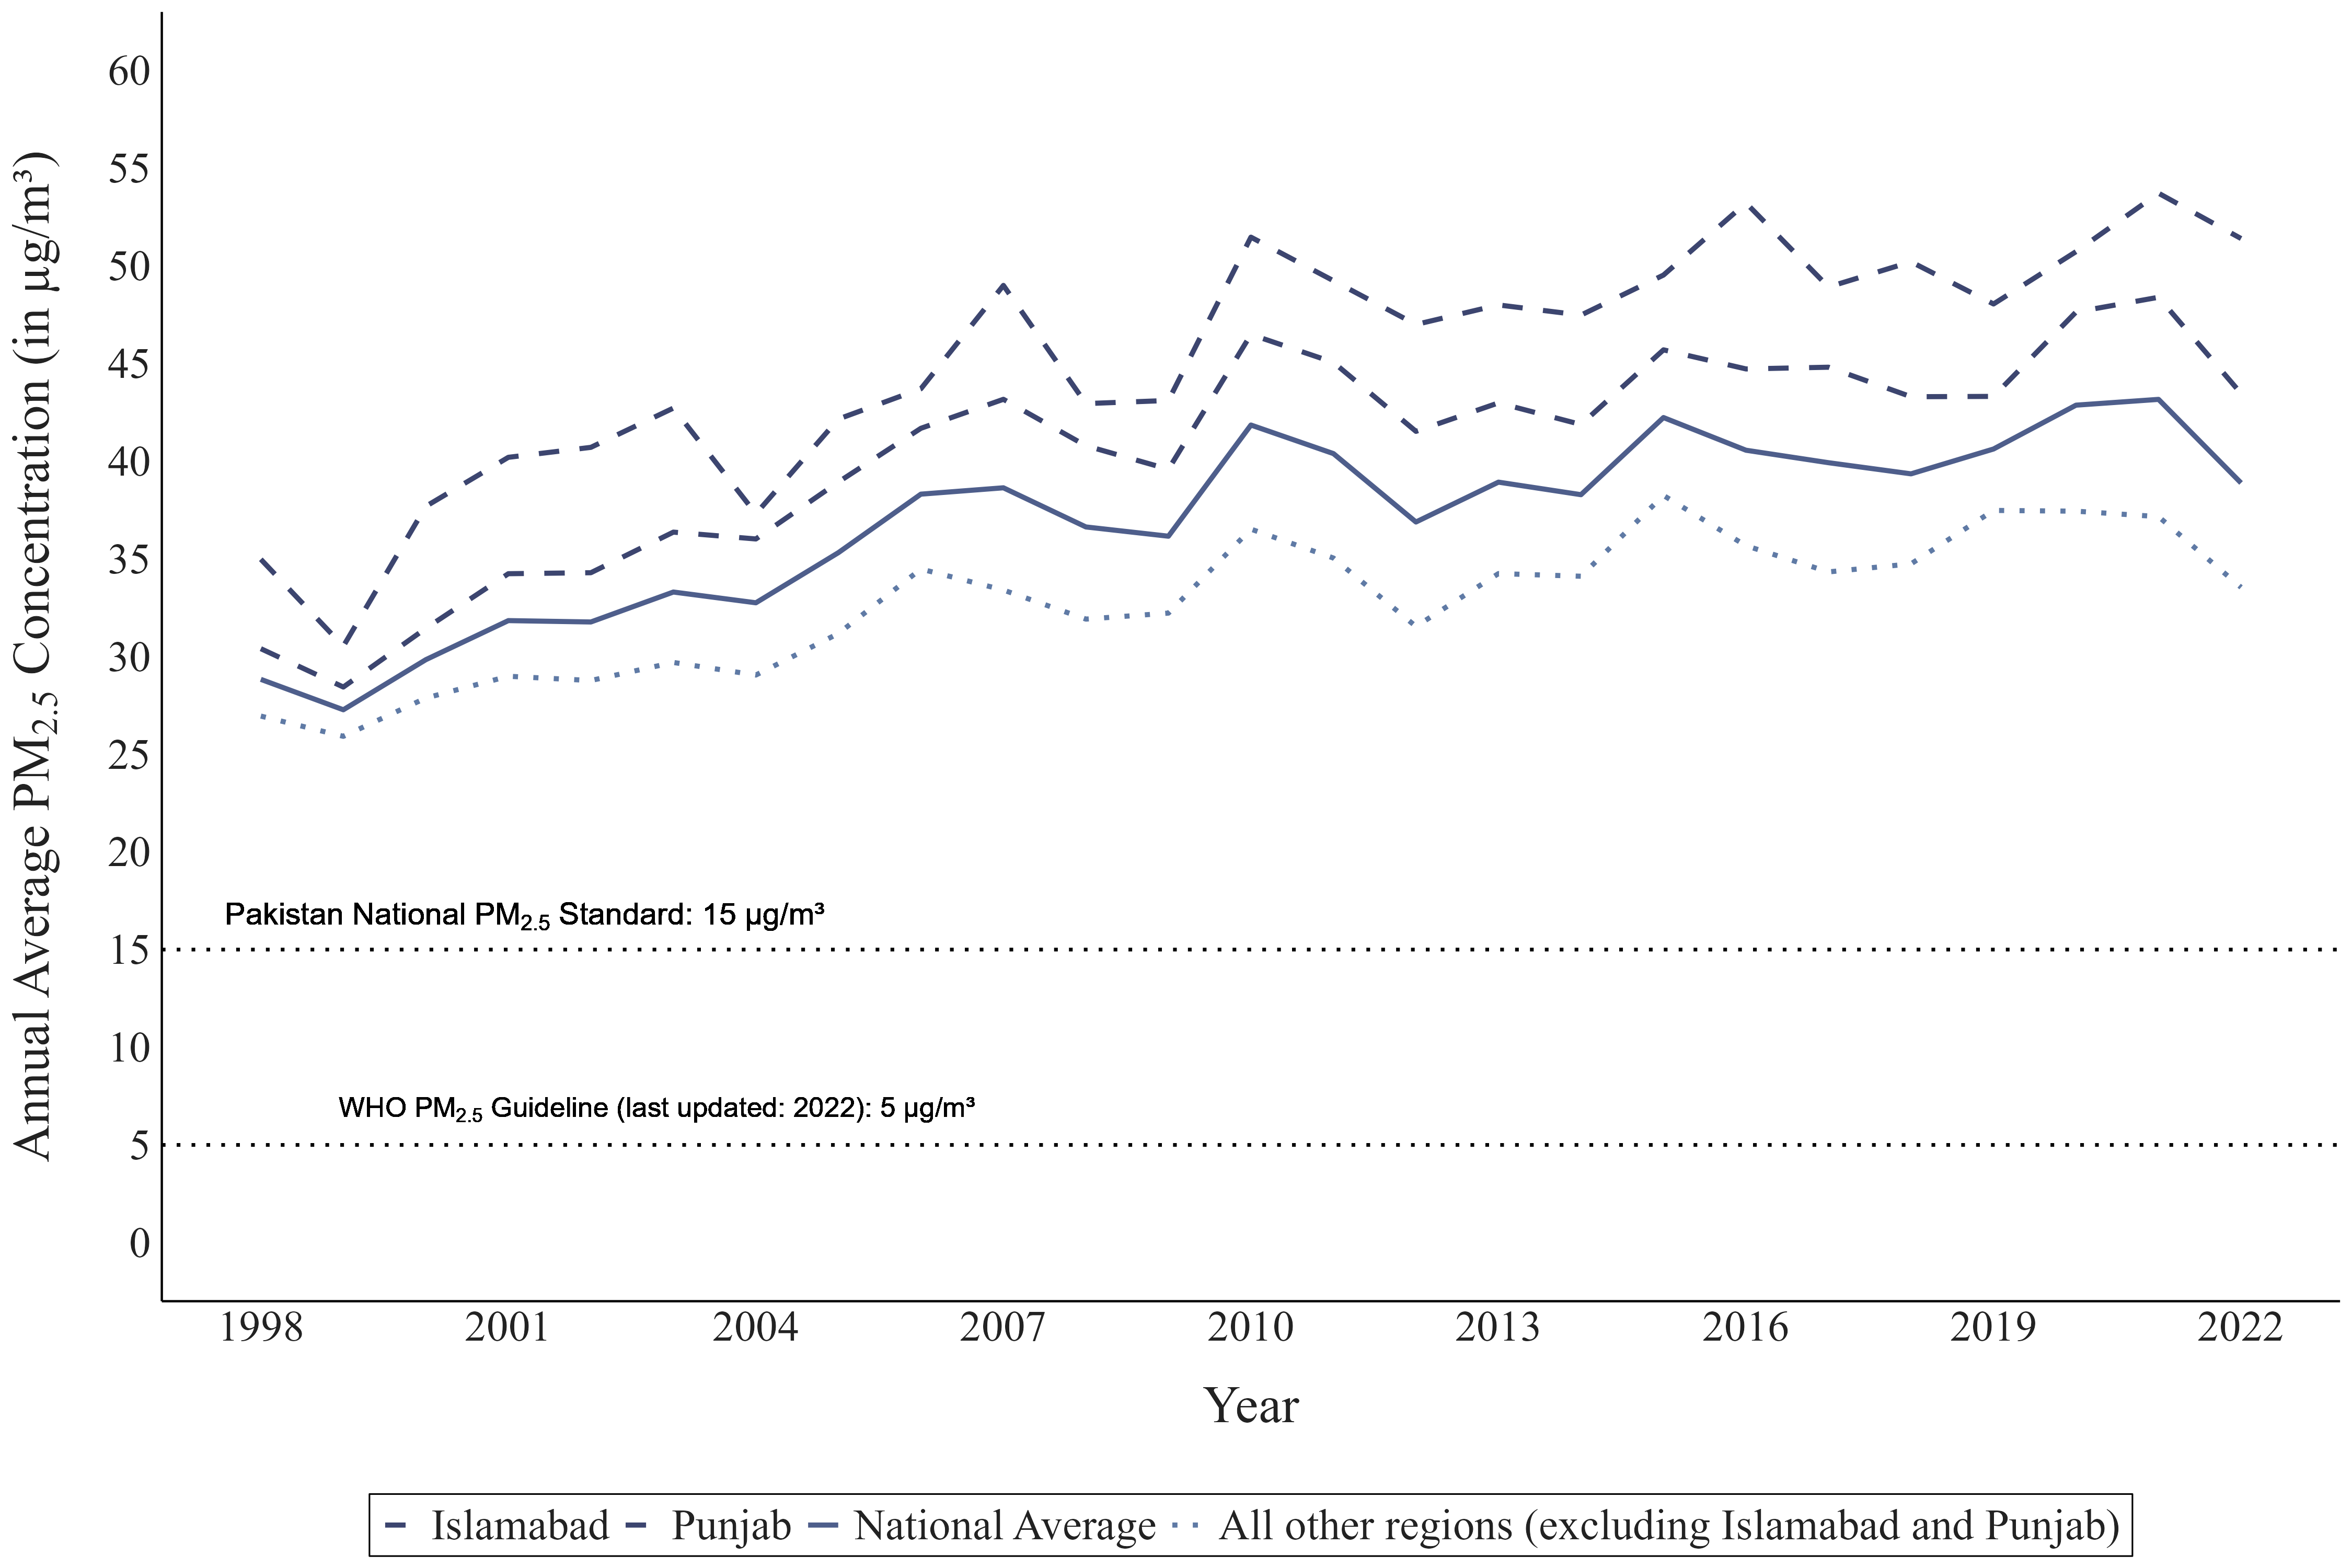 Annual Average PM₂.₅ Concentration (in µg/m³)
60
55
50
45
40
35
30
25
20
Pakistan National PM₂.₅ Standard: 15 µg/m³
15
10
WHO PM₂.₅ Guideline (last updated: 2022): 5 µg/m³
5
0
1998 2001 2004 2007 2010 2013 2016 2019 2022
Year
Islamabad Punjab National Average All other regions (excluding Islamabad and Punjab)